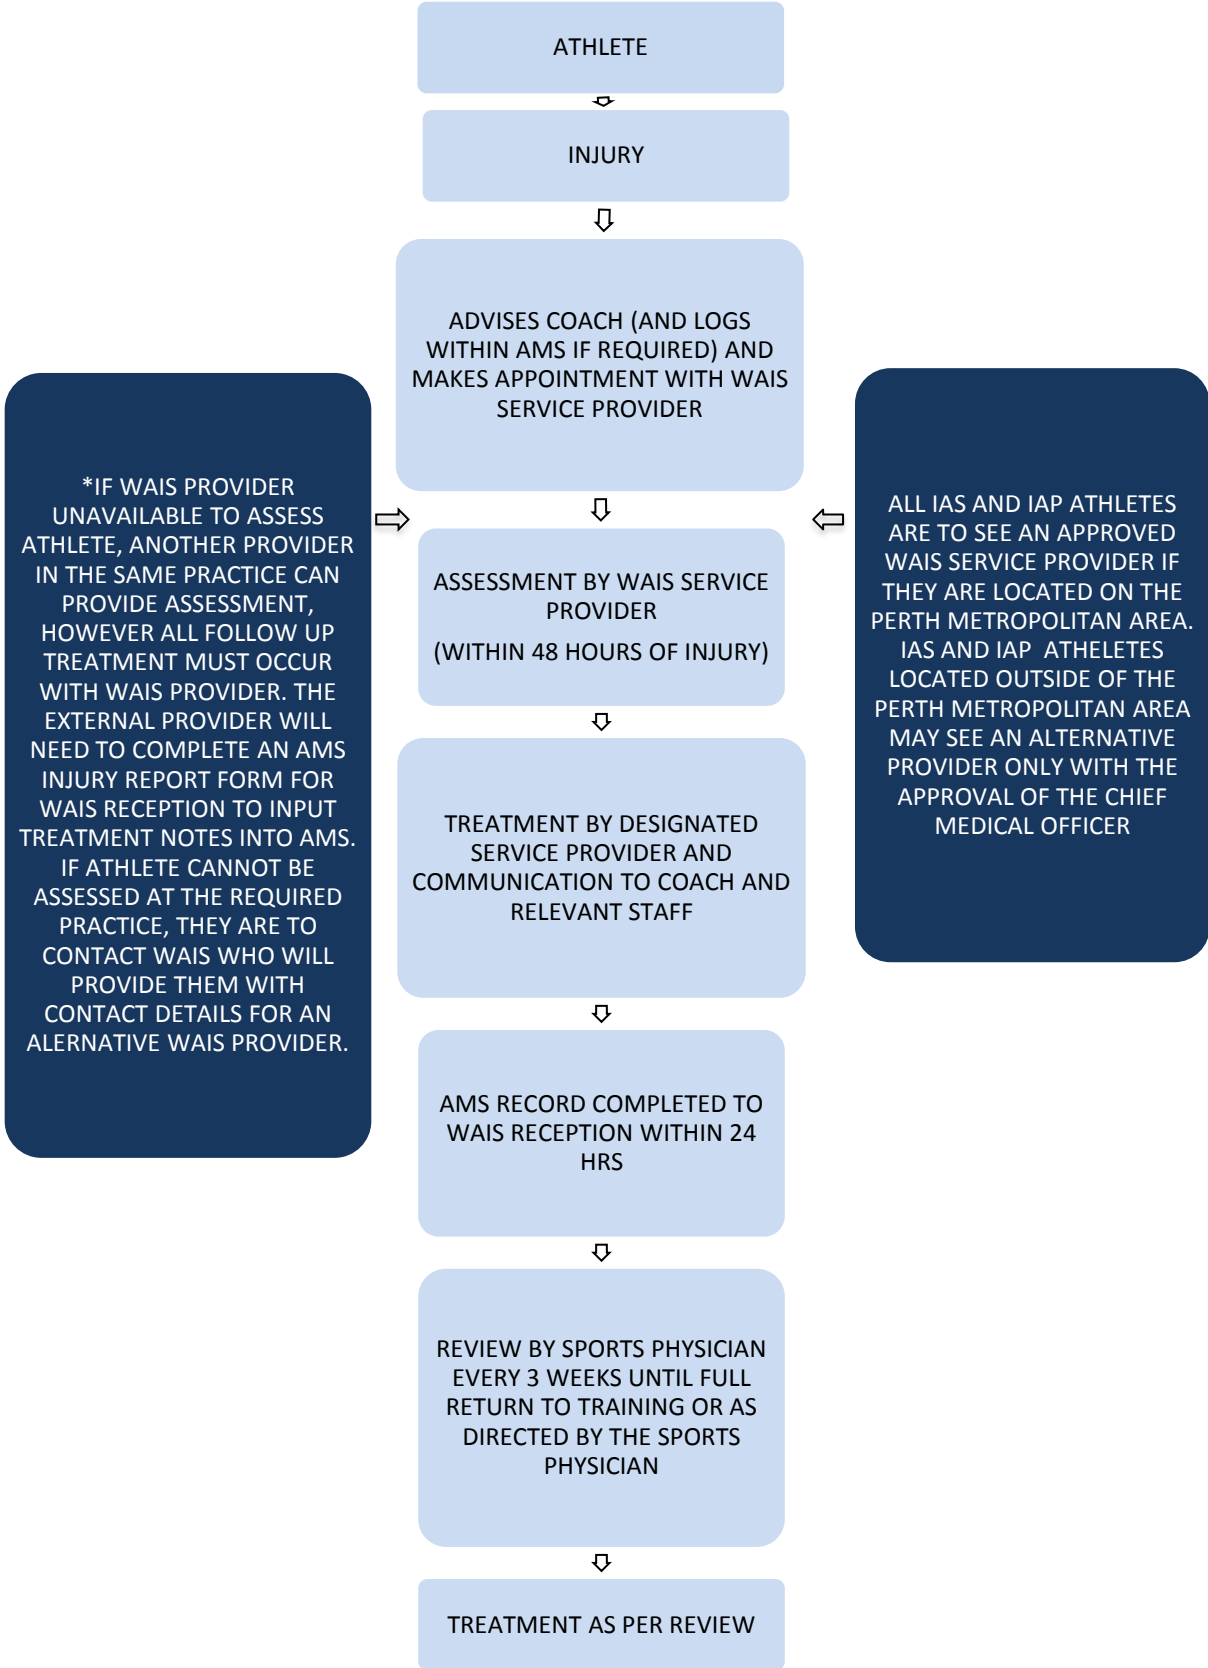 ATHLETE
INJURY
ADVISES COACH (AND LOGS
WITHIN AMS IF REQUIRED) AND
MAKES APPOINTMENT WITH WAIS
SERVICE PROVIDER
*IF WAIS PROVIDER
UNAVAILABLE TO ASSESS
ATHLETE, ANOTHER PROVIDER
IN THE SAME PRACTICE CAN
PROVIDE ASSESSMENT,
HOWEVER ALL FOLLOW UP
TREATMENT MUST OCCUR
WITH WAIS PROVIDER. THE
EXTERNAL PROVIDER WILL
NEED TO COMPLETE AN AMS
INJURY REPORT FORM FOR
WAIS RECEPTION TO INPUT
TREATMENT NOTES INTO AMS.
IF ATHLETE CANNOT BE
ASSESSED AT THE REQUIRED
PRACTICE, THEY ARE TO
CONTACT WAIS WHO WILL
PROVIDE THEM WITH
CONTACT DETAILS FOR AN
ALERNATIVE WAIS PROVIDER.
ALL IAS AND IAP ATHLETES
ARE TO SEE AN APPROVED
WAIS SERVICE PROVIDER IF
THEY ARE LOCATED ON THE
PERTH METROPOLITAN AREA.
IAS AND IAP ATHELETES
LOCATED OUTSIDE OF THE
PERTH METROPOLITAN AREA
MAY SEE AN ALTERNATIVE
PROVIDER ONLY WITH THE
APPROVAL OF THE CHIEF
MEDICAL OFFICER
ASSESSMENT BY WAIS SERVICE
PROVIDER
(WITHIN 48 HOURS OF INJURY)
TREATMENT BY DESIGNATED
SERVICE PROVIDER AND
COMMUNICATION TO COACH AND
RELEVANT STAFF
AMS RECORD COMPLETED TO
WAIS RECEPTION WITHIN 24
HRS
REVIEW BY SPORTS PHYSICIAN
EVERY 3 WEEKS UNTIL FULL
RETURN TO TRAINING OR AS
DIRECTED BY THE SPORTS
PHYSICIAN
TREATMENT AS PER REVIEW